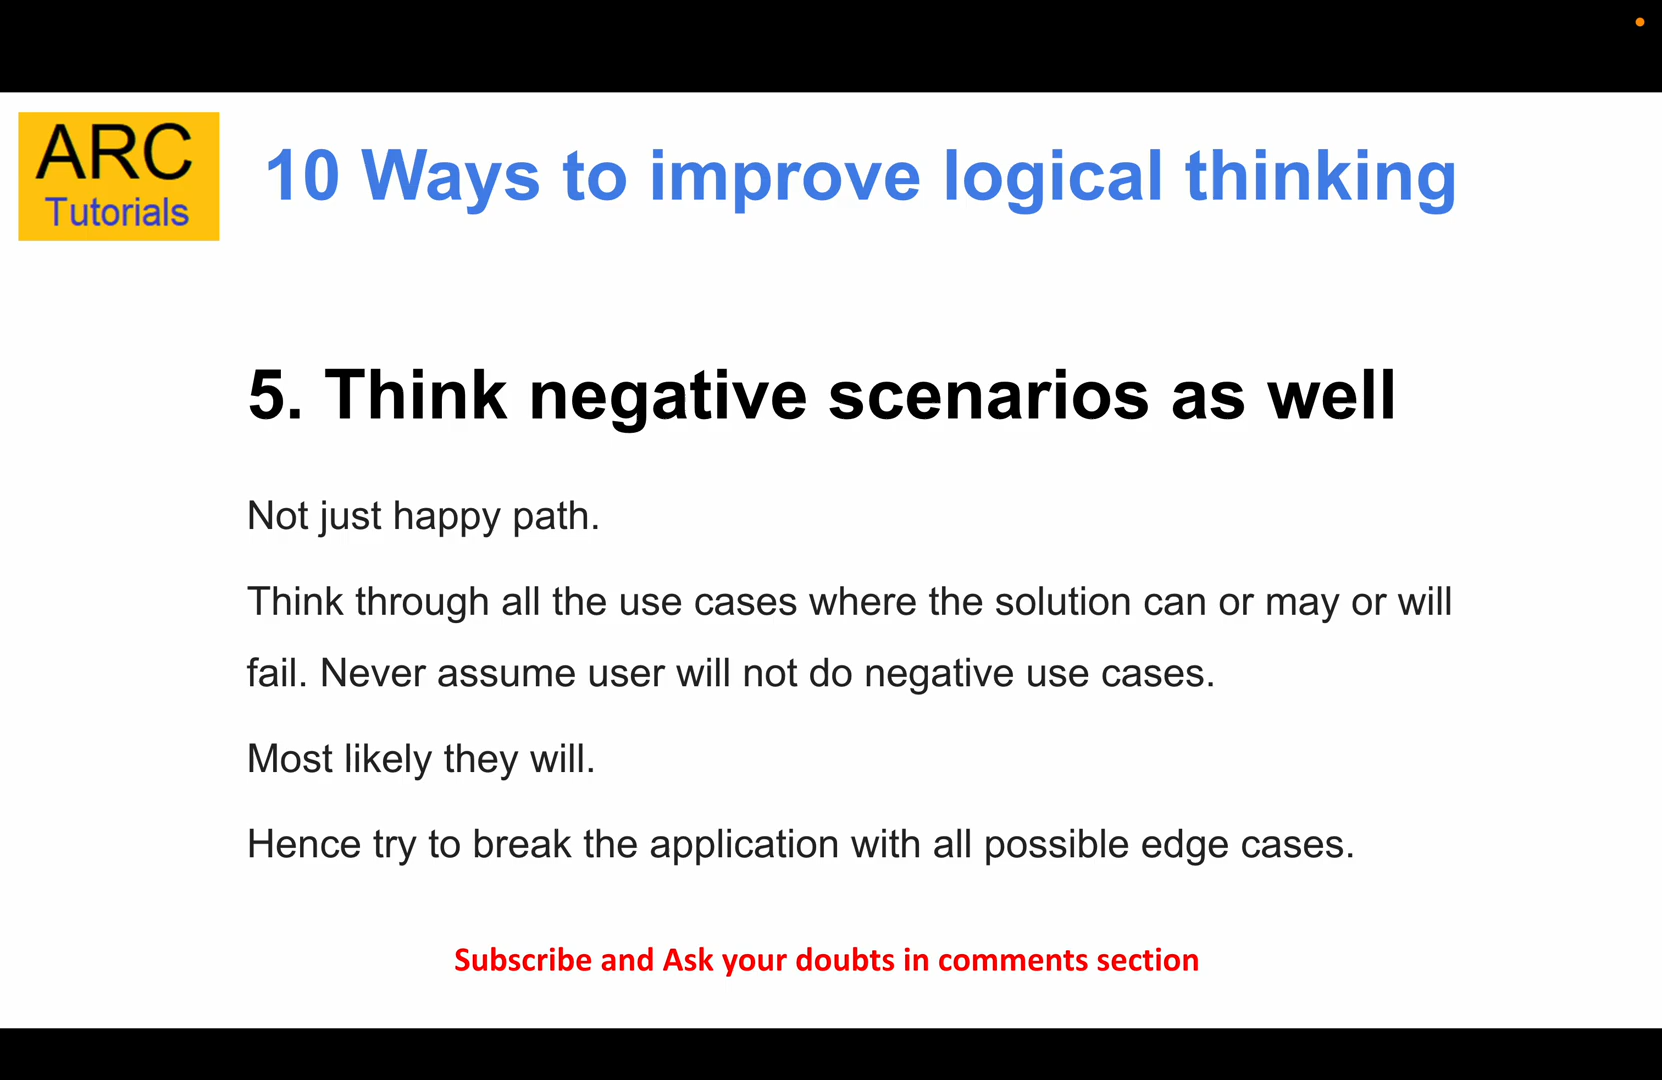 ARC
Tutorials
10 Ways to improve logical thinking
5. Think negative scenarios as well
Not just happy path.
Think through all the use cases where the solution can or may or will
fail. Never assume user will not do negative use cases.
Most likely they will.
Hence try to break the application with all possible edge cases.
Subscribe and Ask your doubts in comments section